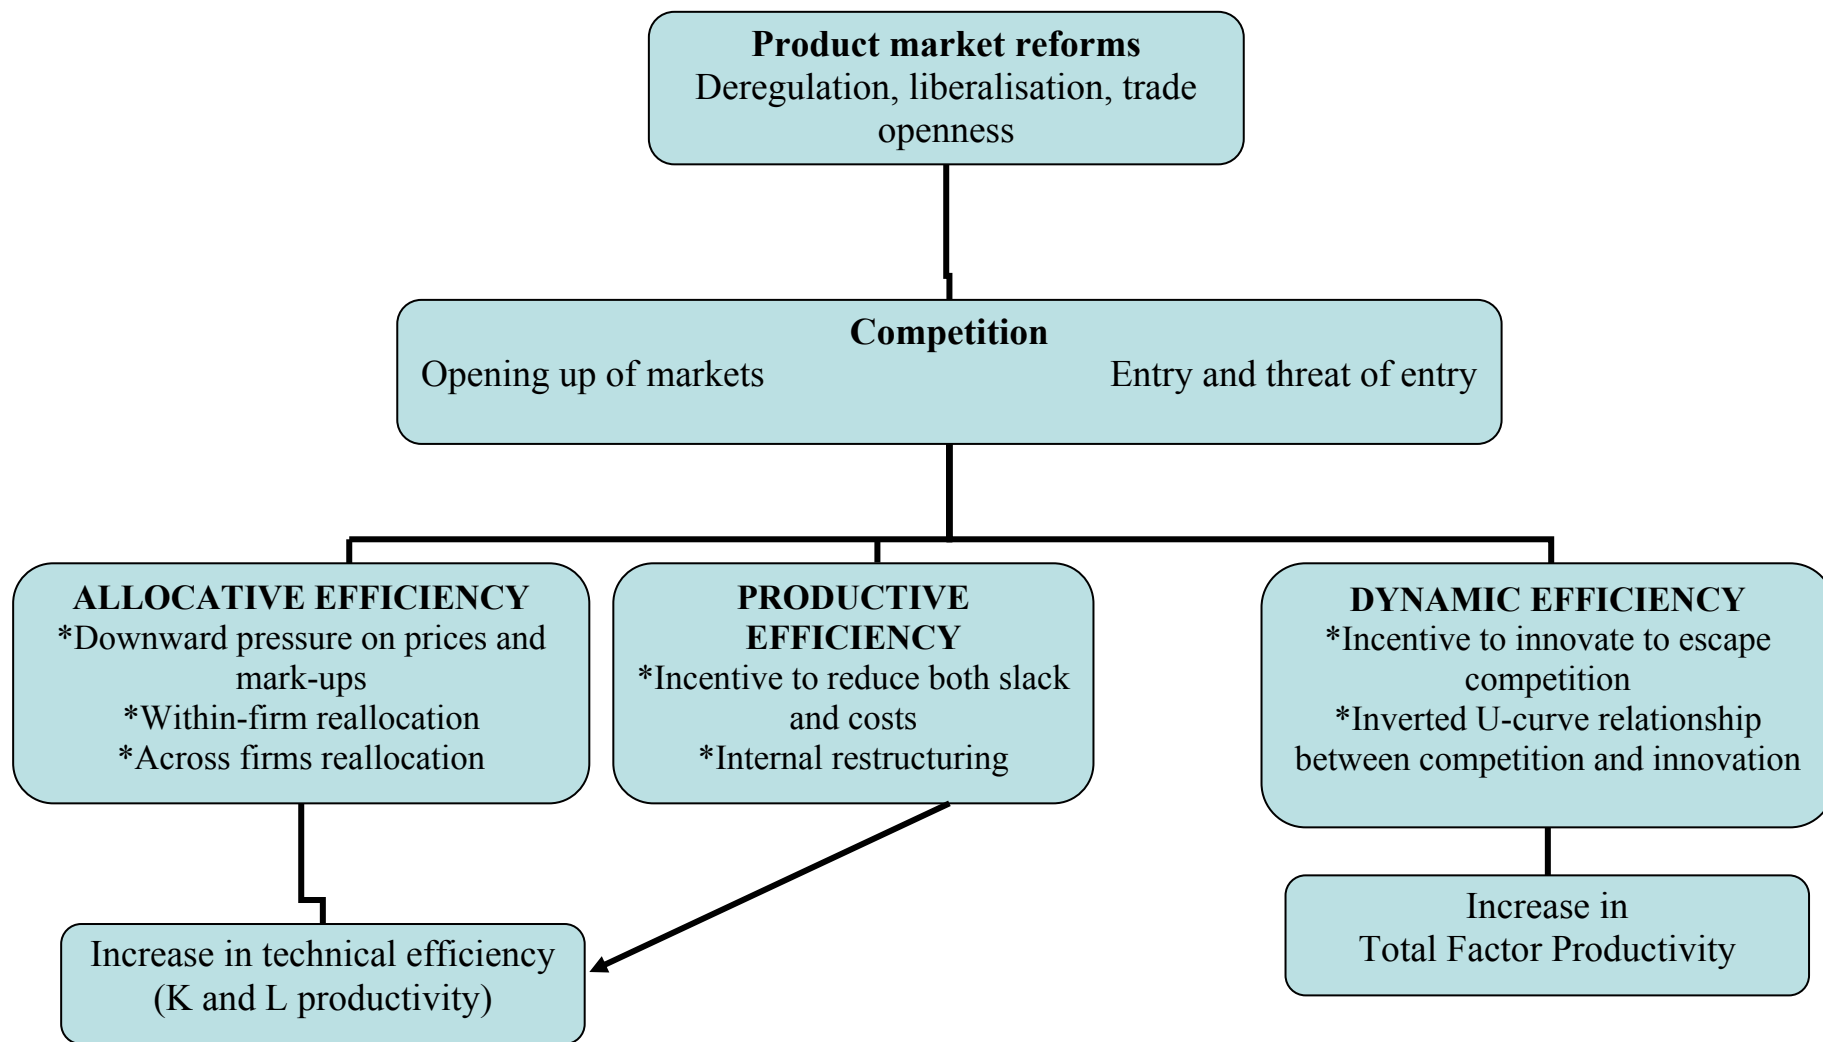 Product market reforms
Deregulation, liberalisation, trade
openness
Competition
Opening up of markets
Entry and threat of entry
ALLOCATIVE EFFICIENCY
*Downward pressure on prices and
mark-ups
*Within-firm reallocation
*Across firms reallocation
PRODUCTIVE
EFFICIENCY
*Incentive to reduce both slack
and costs
*Internal restructuring
DYNAMIC EFFICIENCY
*Incentive to innovate to escape
competition
*Inverted U-curve relationship
between competition and innovation
Increase in technical efficiency
(K and L productivity)
Increase in
Total Factor Productivity